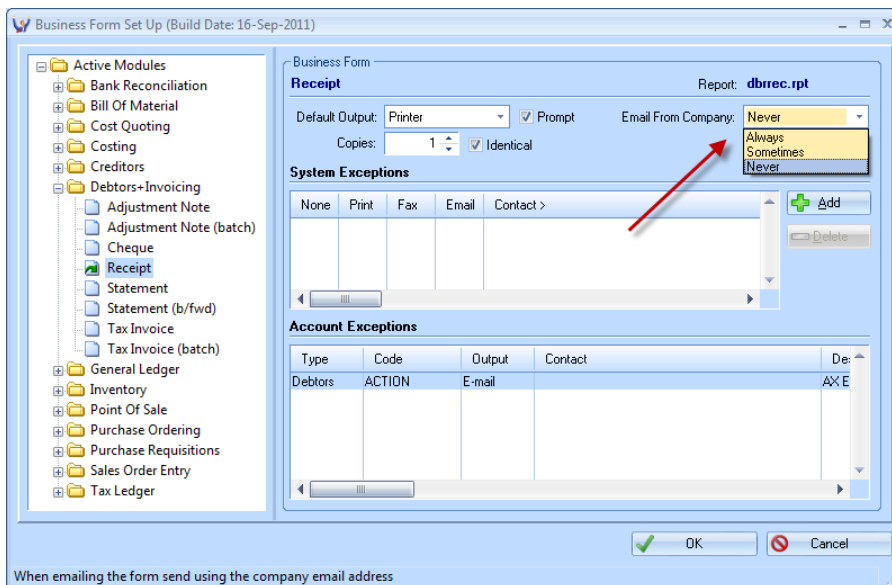 Business Form Set Up (Build Date: 16-Sep-2011)
Active Modules
Bank Reconciliation
Bill Of Material
Cost Quoting
Costing
Creditors
Debtors+Invoicing
Adjustment Note
Adjustment Note (batch)
Cheque
Receipt
Statement
Statement (b/fwd)
Tax Invoice
Tax Invoice (batch)
General Ledger
Inventory
Point Of Sale
Purchase Ordering
Purchase Requisitions
Sales Order Entry
Tax Ledger
Business Form
Receipt Report: dbrrec.rpt
Default Output: Printer Prompt Email From Company: Never
Always
Sometimes
Never
Copies: 1 Identical
System Exceptions
None Print Fax Email Contact >
Add
Delete
Account Exceptions
Type Code Output Contact De
Debtors ACTION E-mail AX E
OK Cancel
When emailing the form send using the company email address